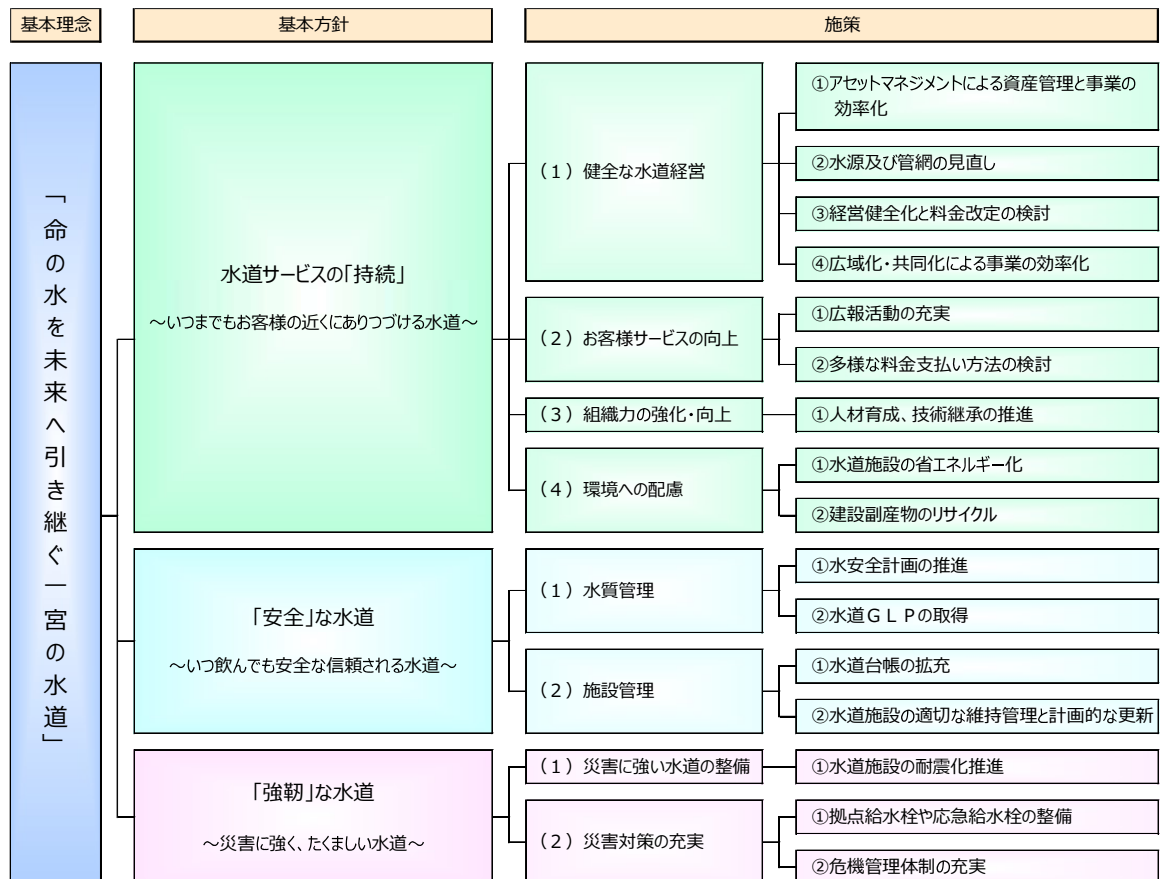 基本理念
基本方針
施策
「命の水を未来へ引き継ぐ一宮の水道」
水道サービスの「持続」
～いつまでもお客様の近くにありつづける水道～
（１）健全な水道経営
①アセットマネジメントによる資産管理と事業の
効率化
②水源及び管網の見直し
③経営健全化と料金改定の検討
④広域化・共同化による事業の効率化
（２）お客様サービスの向上
①広報活動の充実
②多様な料金支払い方法の検討
（３）組織力の強化・向上
①人材育成、技術継承の推進
（４）環境への配慮
①水道施設の省エネルギー化
②建設副産物のリサイクル
「安全」な水道
～いつ飲んでも安全な信頼される水道～
（１）水質管理
①水安全計画の推進
②水道ＧＬＰの取得
（２）施設管理
①水道台帳の拡充
②水道施設の適切な維持管理と計画的な更新
「強靭」な水道
～災害に強く、たくましい水道～
（１）災害に強い水道の整備
①水道施設の耐震化推進
（２）災害対策の充実
①拠点給水栓や応急給水栓の整備
②危機管理体制の充実